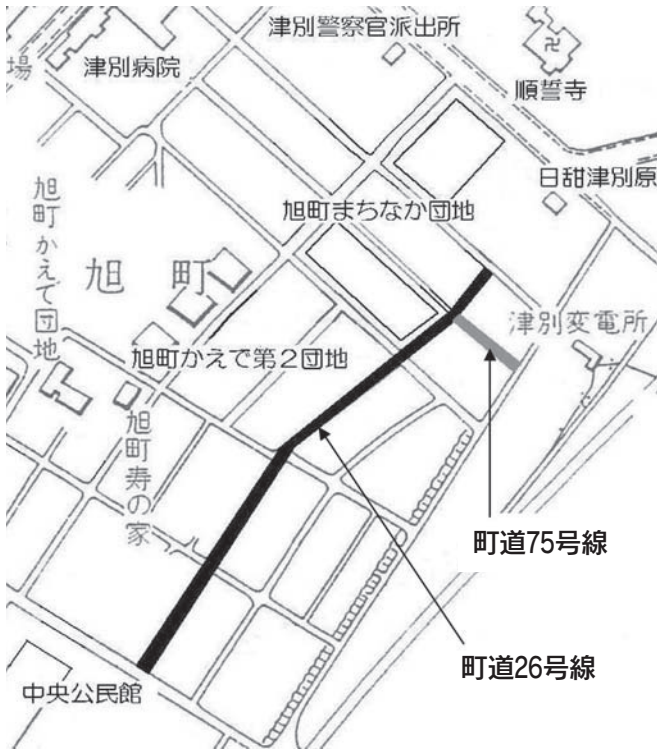 津別警察官派出所
卍
場
津別病院
順誓寺
日甜津別原
旭町かえで団地
旭町まちなか団地
旭町
津別変電所
旭町かえで第2団地
旭町寿の家
町道75号線
町道26号線
中央公民館